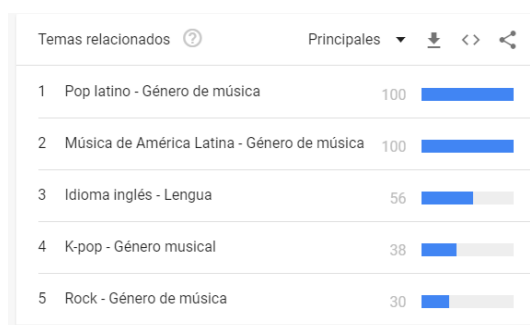 Temas relacionados ?
Principales
1 Pop latino - Género de música 100
2 Música de América Latina - Género de música 100
3 Idioma inglés - Lengua 56
4 K-pop - Género musical 38
5 Rock - Género de música 30